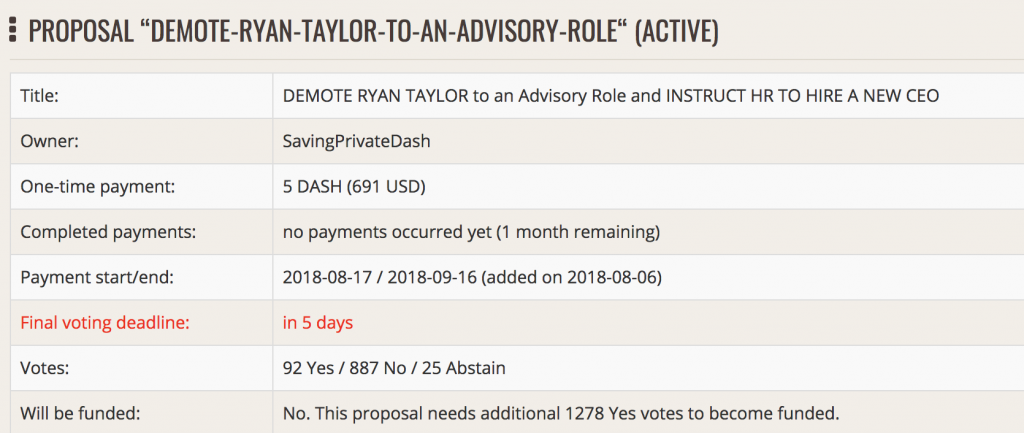 PROPOSAL “DEMOTE-RYAN-TAYLOR-TO-AN-ADVISORY-ROLE“ (ACTIVE)
Title: DEMOTE RYAN TAYLOR to an Advisory Role and INSTRUCT HR TO HIRE A NEW CEO
Owner: SavingPrivateDash
One-time payment: 5 DASH (691 USD)
Completed payments: no payments occurred yet (1 month remaining)
Payment start/end: 2018-08-17 / 2018-09-16 (added on 2018-08-06)
Final voting deadline: in 5 days
Votes: 92 Yes / 887 No / 25 Abstain
Will be funded: No. This proposal needs additional 1278 Yes votes to become funded.